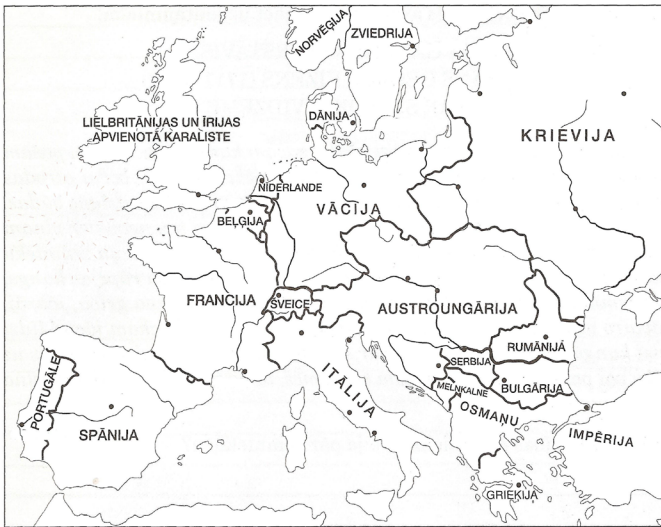 NORVĒĢIJA
ZVIEDRIJA
DĀNIJA
LIELBRITĀNIJAS UN ĪRIJAS
APVIENOTĀ KARALISTE
KRIEVIJA
NIDERLANDE
VĀCIJA
BEĻĢIJA
FRANCIJA
ŠVEICE
AUSTROUNGĀRIJA
RUMĀNIJA
SERBIJA
MELNKALNE
BULGĀRIJA
ITĀLIJA
OSMAŅU
IMPĒRIJA
PORTUGĀLE
SPĀNIJA
GRIEĶIJA